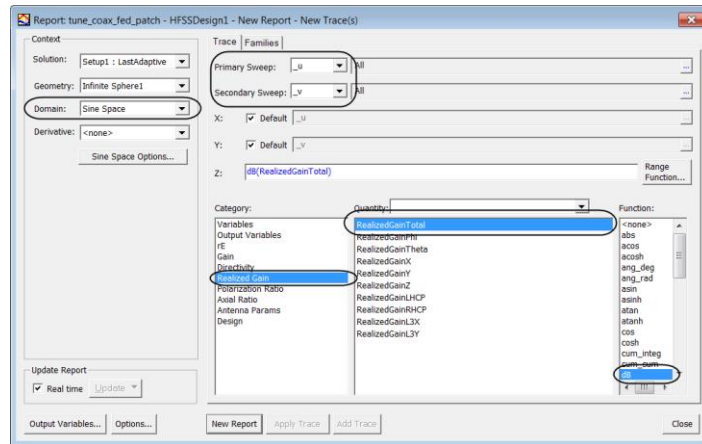 Report: tune_coax_fed_patch - HFSSDesign1 - New Report - New Trace(s)
Context
Solution: Setup1 : LastAdaptive
Geometry: Infinite Sphere1
Domain: Sine Space
Derivative: <none>
Sine Space Options...
Update Report
Real time Update
Output Variables... Options...
Trace Families
Primary Sweep: _u All ...
Secondary Sweep: _v All ...
X: Default _u ...
Y: Default _v ...
Z: dB(RealizedGainTotal) Range Function...
Category:
Variables
Output Variables
rE
Gain
Directivity
Realized Gain
Polarization Ratio
Axial Ratio
Antenna Params
Design
Quantity:
RealizedGainTotal
RealizedGainPhi
RealizedGainTheta
RealizedGainX
RealizedGainY
RealizedGainZ
RealizedGainLHCP
RealizedGainRHCP
RealizedGainL3X
RealizedGainL3Y
Function:
<none>
abs
acos
acosh
ang_deg
ang_rad
asin
asinh
atan
atanh
cos
cosh
cum_integ
cum_sum
dB
New Report Apply Trace Add Trace Close